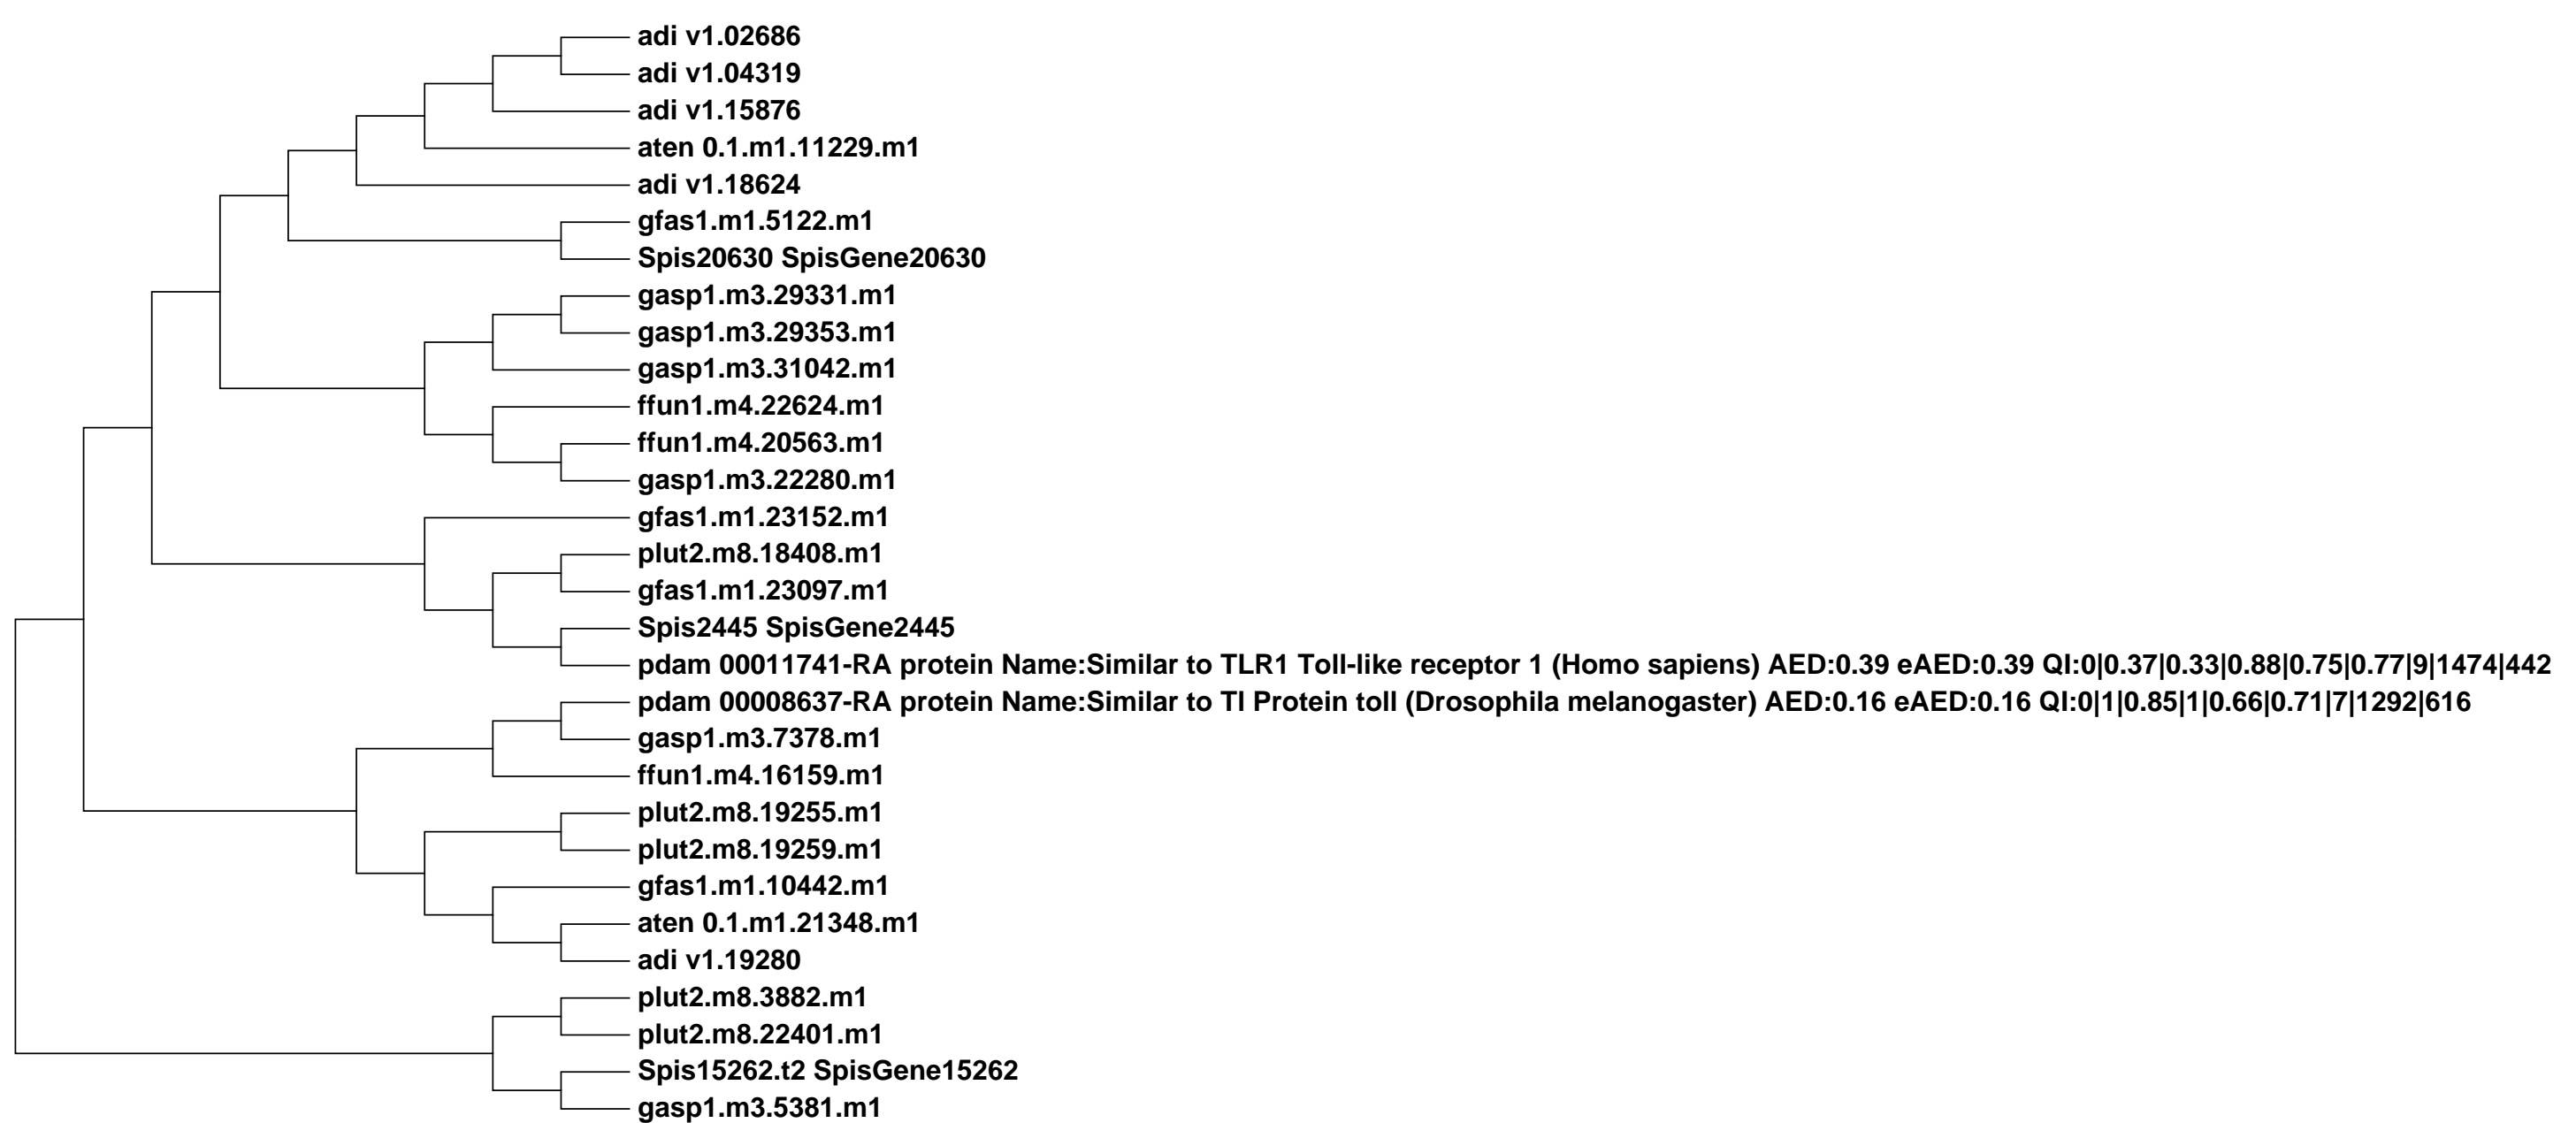 adi v1.02686
adi v1.04319
adi v1.15876
aten 0.1.m1.11229.m1
adi v1.18624
gfas1.m1.5122.m1
Spis20630 SpisGene20630
gasp1.m3.29331.m1
gasp1.m3.29353.m1
gasp1.m3.31042.m1
ffun1.m4.22624.m1
ffun1.m4.20563.m1
gasp1.m3.22280.m1
gfas1.m1.23152.m1
plut2.m8.18408.m1
gfas1.m1.23097.m1
Spis2445 SpisGene2445
pdam 00011741-RA protein Name:Similar to TLR1 Toll-like receptor 1 (Homo sapiens) AED:0.39 eAED:0.39 QI:0|0.37|0.33|0.88|0.75|0.77|9|1474|442
pdam 00008637-RA protein Name:Similar to Tl Protein toll (Drosophila melanogaster) AED:0.16 eAED:0.16 QI:0|1|0.85|1|0.66|0.71|7|1292|616
gasp1.m3.7378.m1
ffun1.m4.16159.m1
plut2.m8.19255.m1
plut2.m8.19259.m1
gfas1.m1.10442.m1
aten 0.1.m1.21348.m1
adi v1.19280
plut2.m8.3882.m1
plut2.m8.22401.m1
Spis15262.t2 SpisGene15262
gasp1.m3.5381.m1